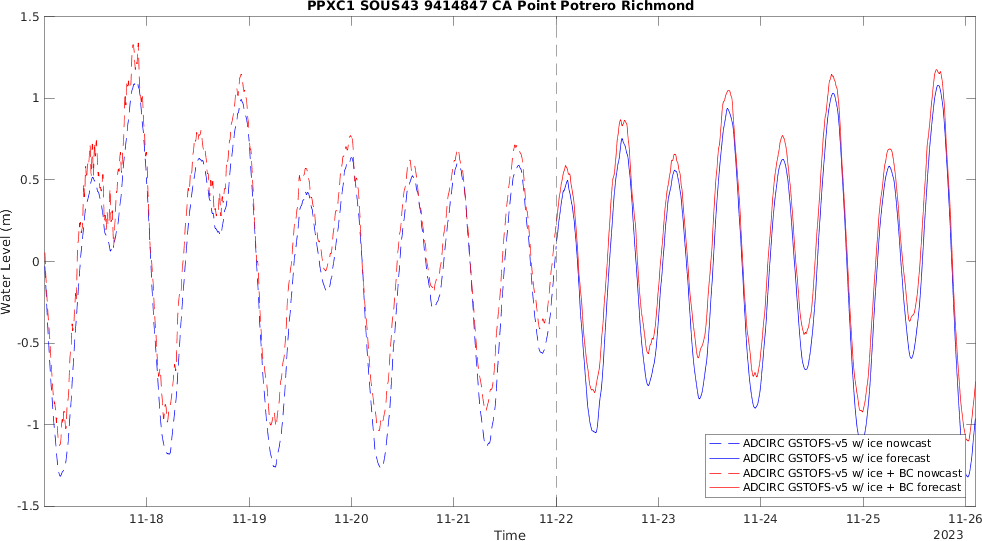 PPXC1 SOUS43 9414847 CA Point Potrero Richmond
1.5
1
0.5
0
-0.5
-1
-1.5
Water Level (m)
11-18
11-19
11-20
11-21
11-22
11-23
11-24
11-25
11-26
2023
Time
ADCIRC GSTOFS-v5 w/ ice nowcast
ADCIRC GSTOFS-v5 w/ ice forecast
ADCIRC GSTOFS-v5 w/ ice + BC nowcast
ADCIRC GSTOFS-v5 w/ ice + BC forecast